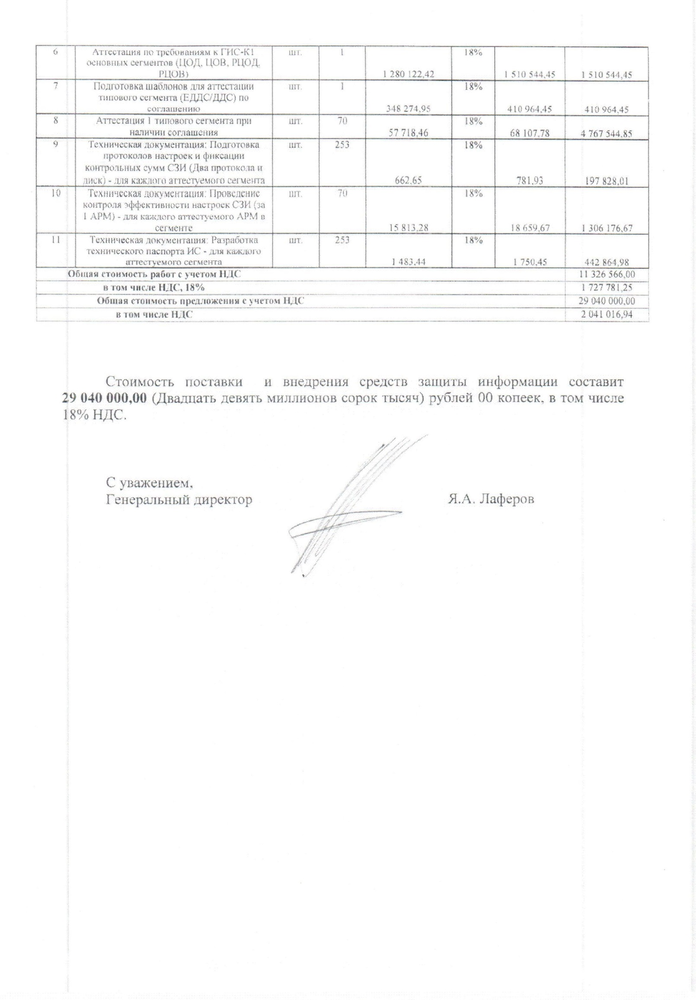 6 Аттестация по требованиям к ГИС-К1 шт. 1 18%
основных сегментов (ЦОД, ЦОВ, РЦОД,
РЦОВ) 1 280 122,42 1 510 544,45 1 510 544,45
7 Подготовка шаблонов для аттестации шт. 1 18%
типового сегмента (ЕДДС/ДДС) по
соглашению 348 274,95 410 964,45 410 964,45
8 Аттестация 1 типового сегмента при шт. 70 18%
наличии соглашения 57 718,46 68 107,78 4 767 544,85
9 Техническая документация: Подготовка шт. 253 18%
протоколов настроек и фиксации
контрольных сумм СЗИ (Два протокола и
диск) - для каждого аттестуемого сегмента 662,65 781,93 197 828,01
10 Техническая документация: Проведение шт. 70 18%
контроля эффективности настроек СЗИ (за
1 АРМ) - для каждого аттестуемого АРМ в
сегменте 15 813,28 18 659,67 1 306 176,67
11 Техническая документация: Разработка шт. 253 18%
технического паспорта ИС - для каждого
аттестуемого сегмента 1 483,44 1 750,45 442 864,98
Общая стоимость работ с учетом НДС 11 326 566,00
в том числе НДС, 18% 1 727 781,25
Общая стоимость предложения с учетом НДС 29 040 000,00
в том числе НДС 2 041 016,94
Стоимость поставки и внедрения средств защиты информации составит
29 040 000,00 (Двадцать девять миллионов сорок тысяч) рублей 00 копеек, в том числе
18% НДС.
С уважением,
Генеральный директор Я.А. Лаферов